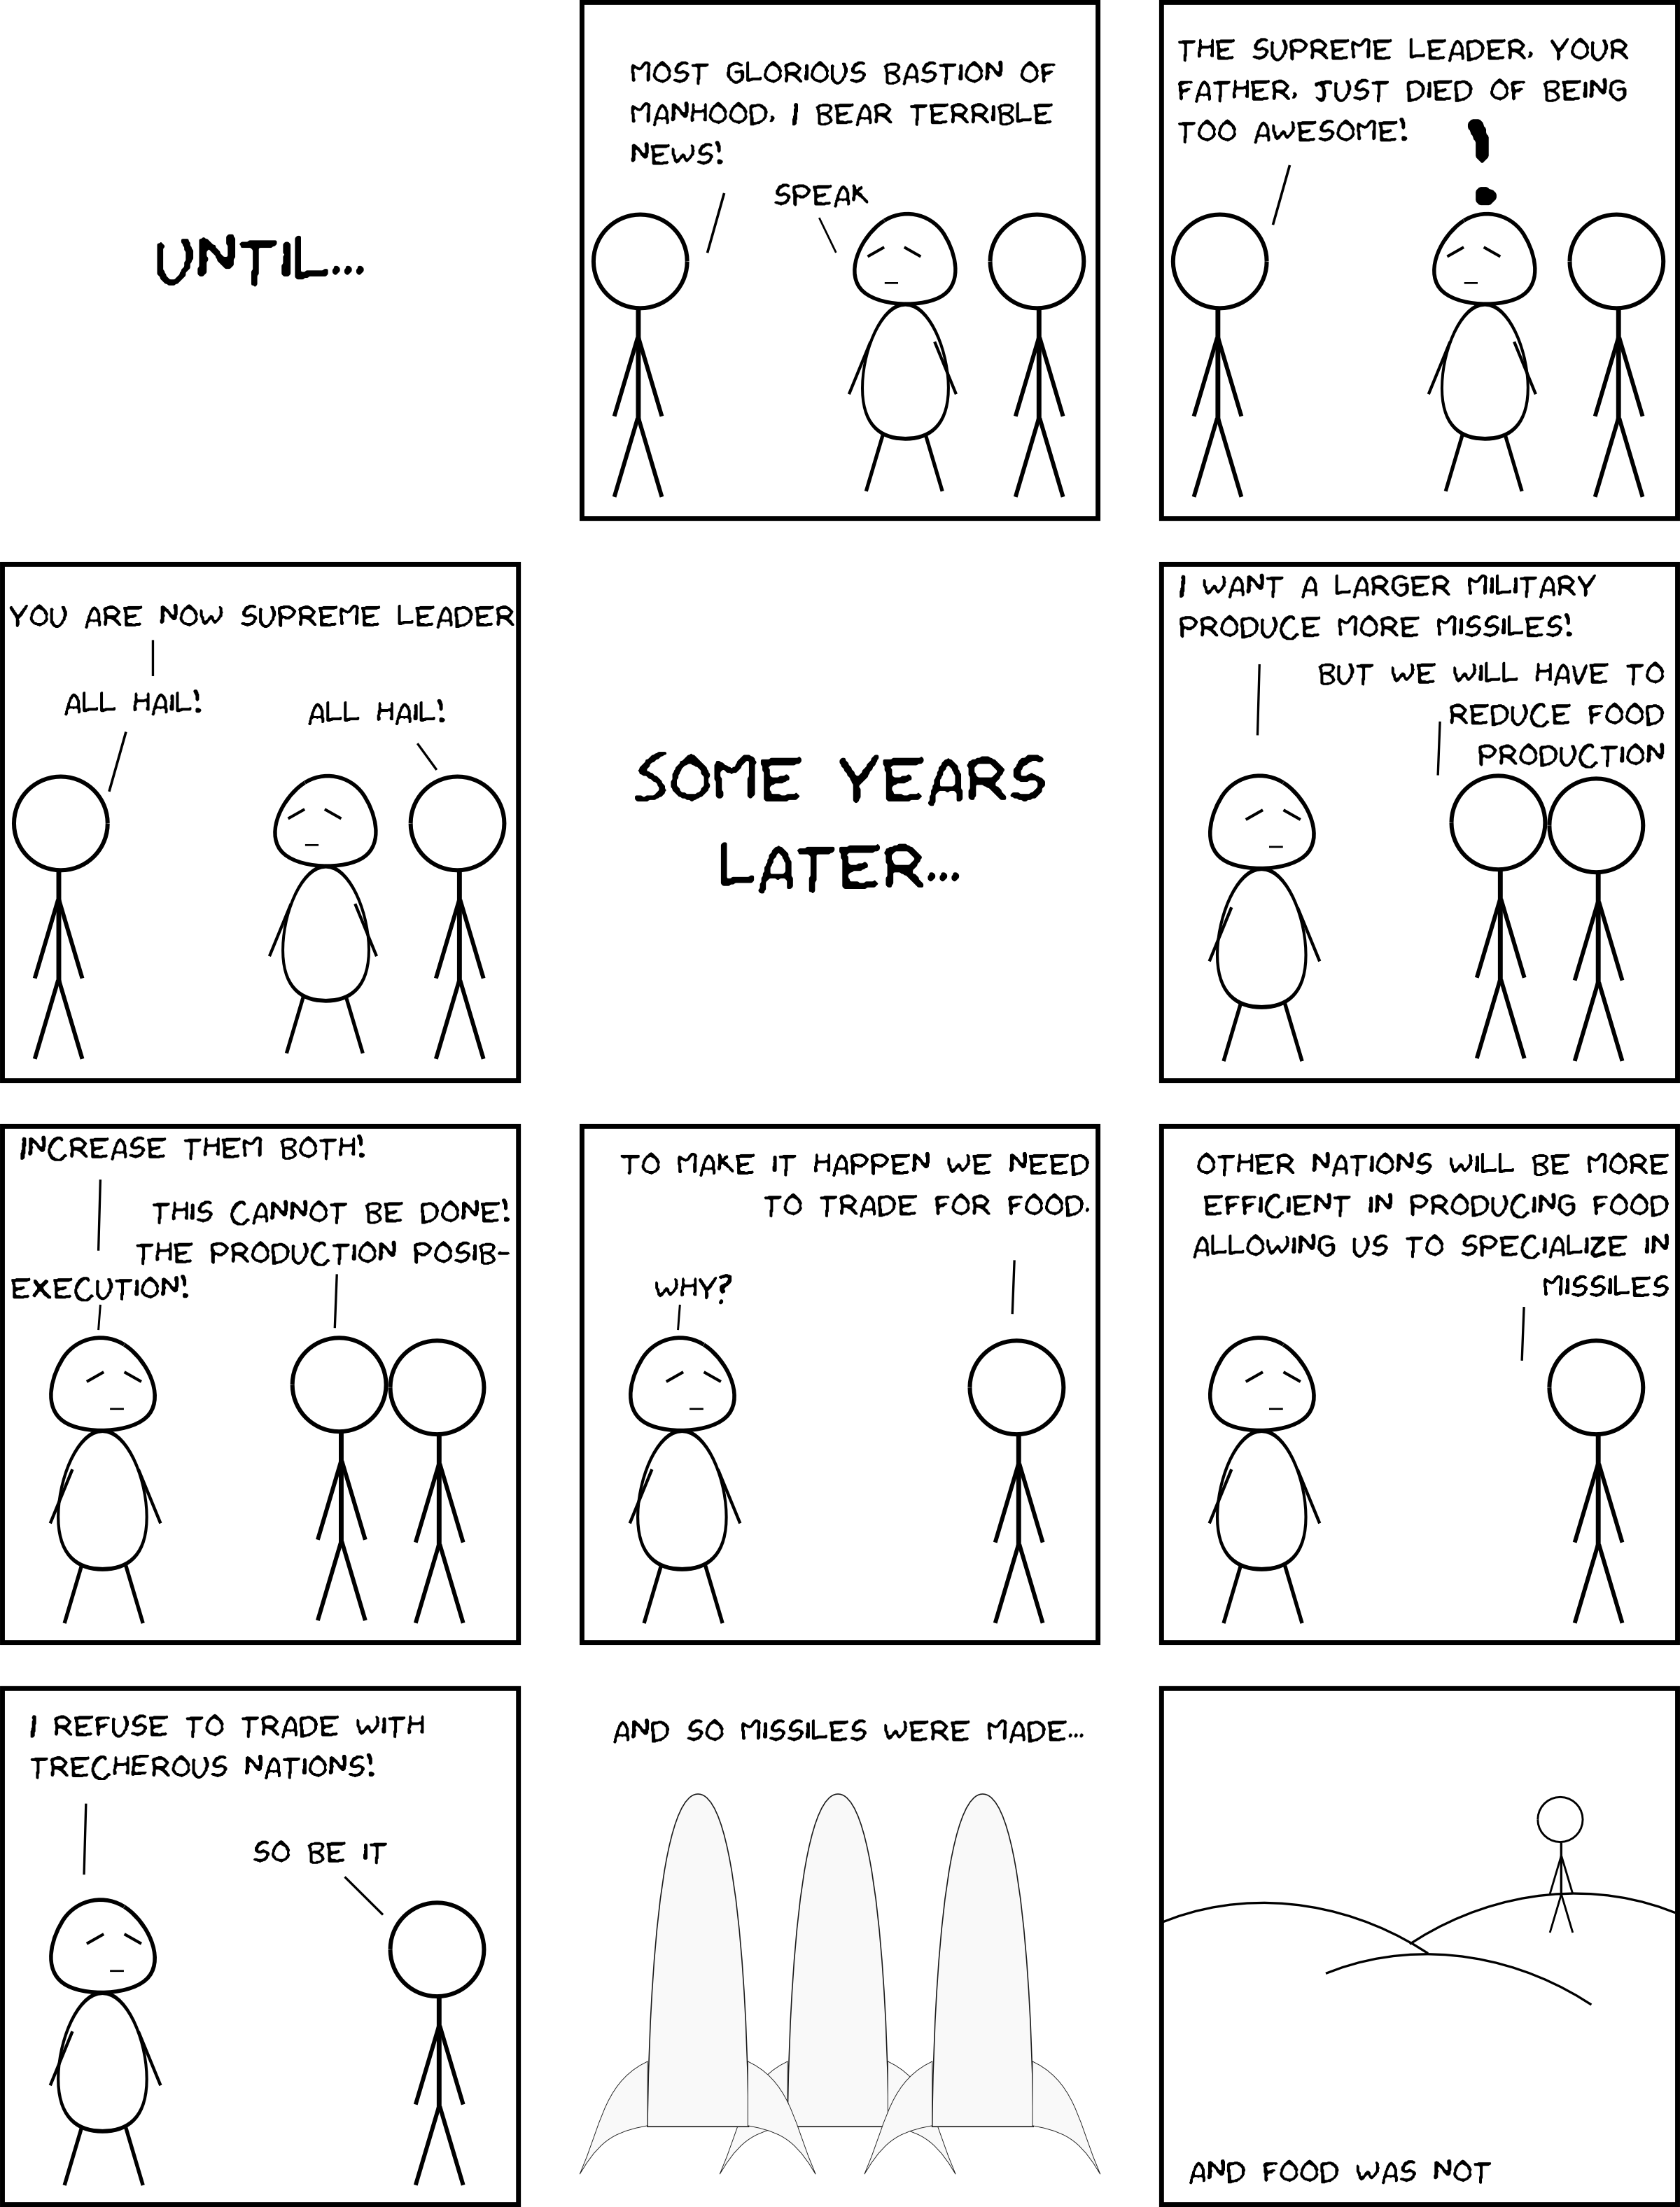 UNTIL...
MOST GLORIOUS BASTION OF
MANHOOD, I BEAR TERRIBLE
NEWS!
SPEAK
THE SUPREME LEADER, YOUR
FATHER, JUST DIED OF BEING
TOO AWESOME!
!
YOU ARE NOW SUPREME LEADER
ALL HAIL!
ALL HAIL!
SOME YEARS
LATER...
I WANT A LARGER MILITARY
PRODUCE MORE MISSILES!
BUT WE WILL HAVE TO
REDUCE FOOD
PRODUCTION
INCREASE THEM BOTH!
THIS CANNOT BE DONE!
THE PRODUCTION POSIB-
EXECUTION!
TO MAKE IT HAPPEN WE NEED
TO TRADE FOR FOOD.
WHY?
OTHER NATIONS WILL BE MORE
EFFICIENT IN PRODUCING FOOD
ALLOWING US TO SPECIALIZE IN
MISSILES
I REFUSE TO TRADE WITH
TRECHEROUS NATIONS!
SO BE IT
AND SO MISSILES WERE MADE...
AND FOOD WAS NOT